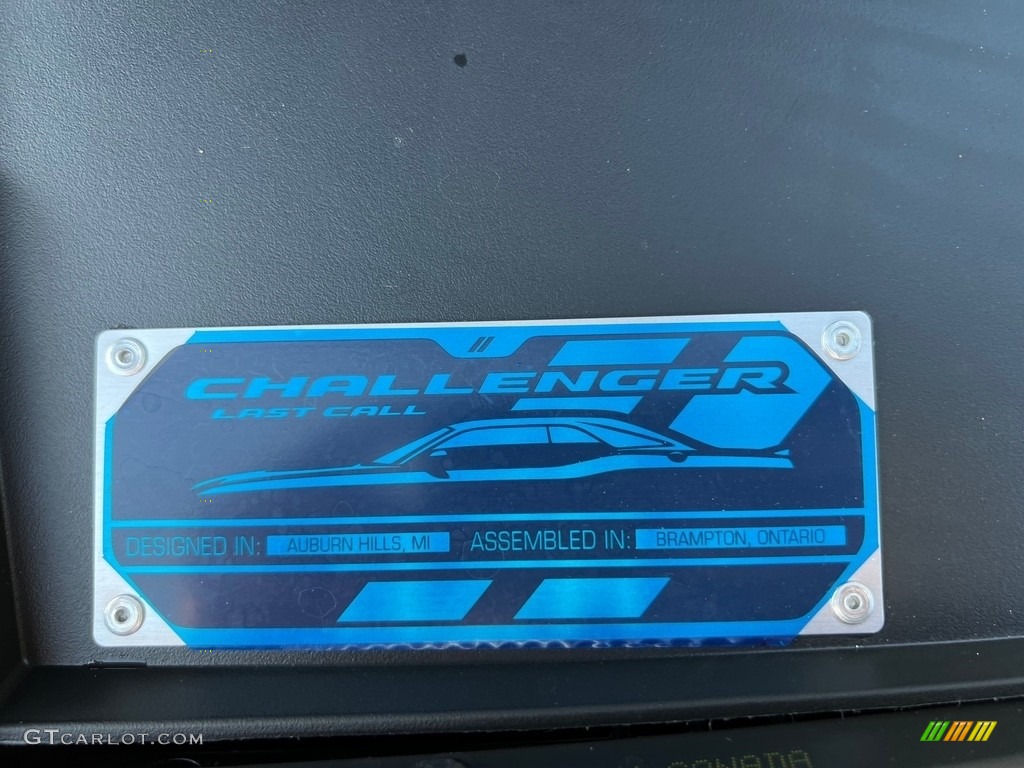 CHALLENGER
LAST CALL
DESIGNED IN: AUBURN HILLS, MI ASSEMBLED IN: BRAMPTON, ONTARIO
GTCARLOT.COM